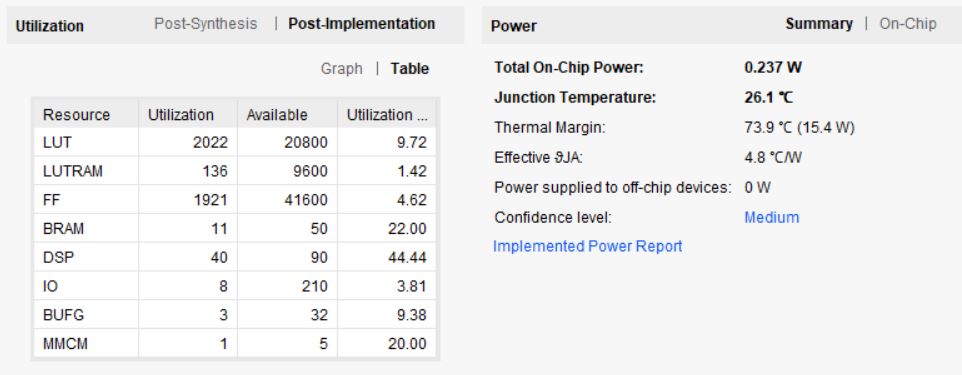 Utilization Post-Synthesis | Post-Implementation
Graph | Table
Resource Utilization Available Utilization ...
LUT 2022 20800 9.72
LUTRAM 136 9600 1.42
FF 1921 41600 4.62
BRAM 11 50 22.00
DSP 40 90 44.44
IO 8 210 3.81
BUFG 3 32 9.38
MMCM 1 5 20.00
Power Summary | On-Chip
Total On-Chip Power: 0.237 W
Junction Temperature: 26.1 °C
Thermal Margin: 73.9 °C (15.4 W)
Effective ϑJA: 4.8 °C/W
Power supplied to off-chip devices: 0 W
Confidence level: Medium
Implemented Power Report